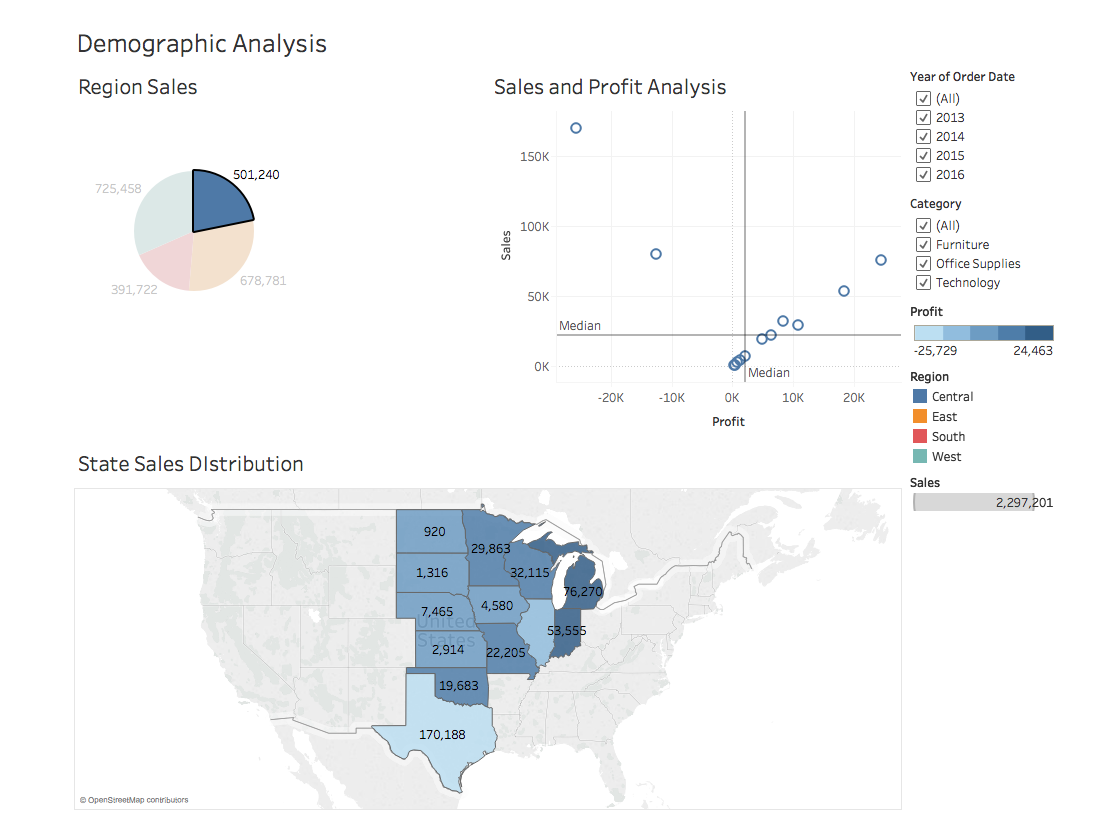 Demographic Analysis
Region Sales
725,458
501,240
391,722
678,781
Sales and Profit Analysis
150K
100K
50K
0K
Sales
Median
Median
-20K
-10K
0K
10K
20K
Profit
Year of Order Date
(All)
2013
2014
2015
2016
Category
(All)
Furniture
Office Supplies
Technology
Profit
-25,729 24,463
Region
Central
East
South
West
Sales
2,297,201
State Sales DIstribution
920
29,863
1,316
32,115
76,270
7,465
4,580
United
States
53,555
2,914
22,205
19,683
170,188
© OpenStreetMap contributors